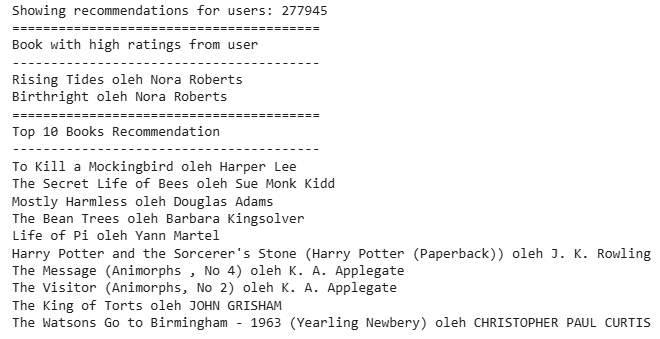 Showing recommendations for users: 277945
========================================
Book with high ratings from user
----------------------------------------
Rising Tides oleh Nora Roberts
Birthright oleh Nora Roberts
========================================
Top 10 Books Recommendation
----------------------------------------
To Kill a Mockingbird oleh Harper Lee
The Secret Life of Bees oleh Sue Monk Kidd
Mostly Harmless oleh Douglas Adams
The Bean Trees oleh Barbara Kingsolver
Life of Pi oleh Yann Martel
Harry Potter and the Sorcerer's Stone (Harry Potter (Paperback)) oleh J. K. Rowling
The Message (Animorphs , No 4) oleh K. A. Applegate
The Visitor (Animorphs, No 2) oleh K. A. Applegate
The King of Torts oleh JOHN GRISHAM
The Watsons Go to Birmingham - 1963 (Yearling Newbery) oleh CHRISTOPHER PAUL CURTIS